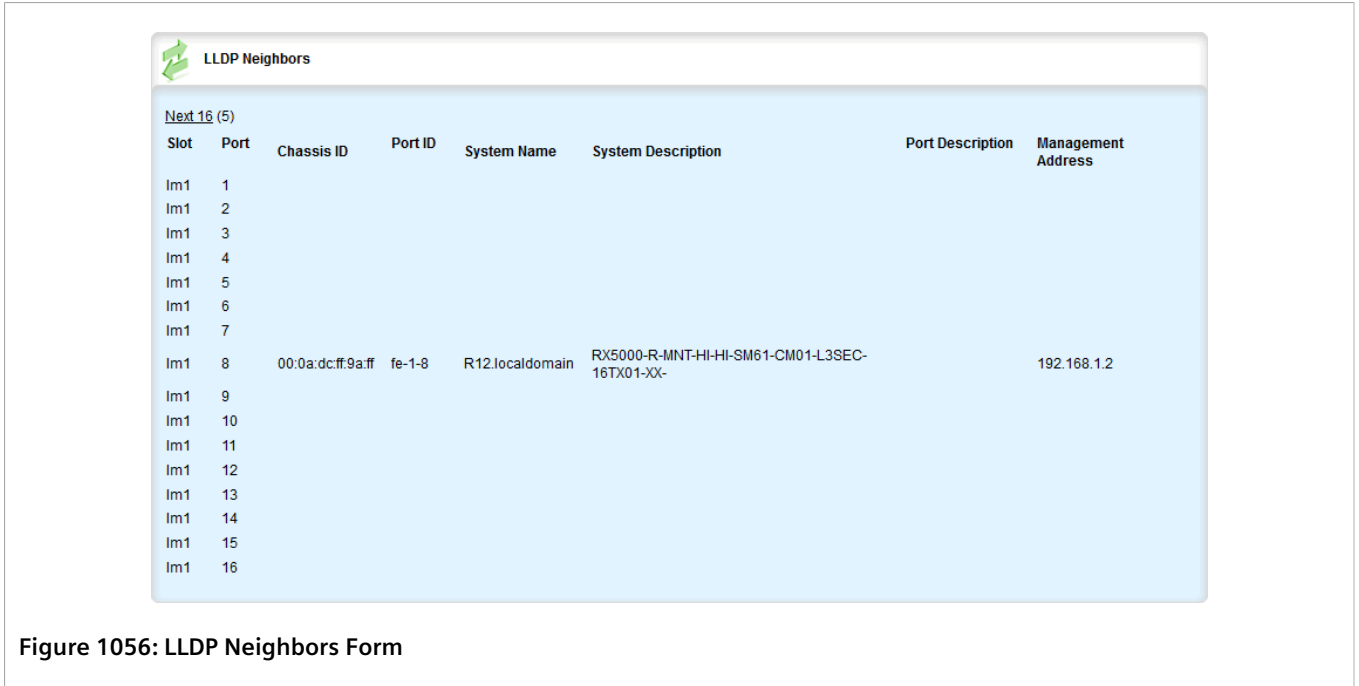 LLDP Neighbors
Next 16 (5)
Slot Port Chassis ID Port ID System Name System Description Port Description Management Address
lm1 1
lm1 2
lm1 3
lm1 4
lm1 5
lm1 6
lm1 7
lm1 8 00:0a:dc:ff:9a:ff fe-1-8 R12.localdomain RX5000-R-MNT-HI-HI-SM61-CM01-L3SEC-
16TX01-XX- 192.168.1.2
lm1 9
lm1 10
lm1 11
lm1 12
lm1 13
lm1 14
lm1 15
lm1 16
Figure 1056: LLDP Neighbors Form